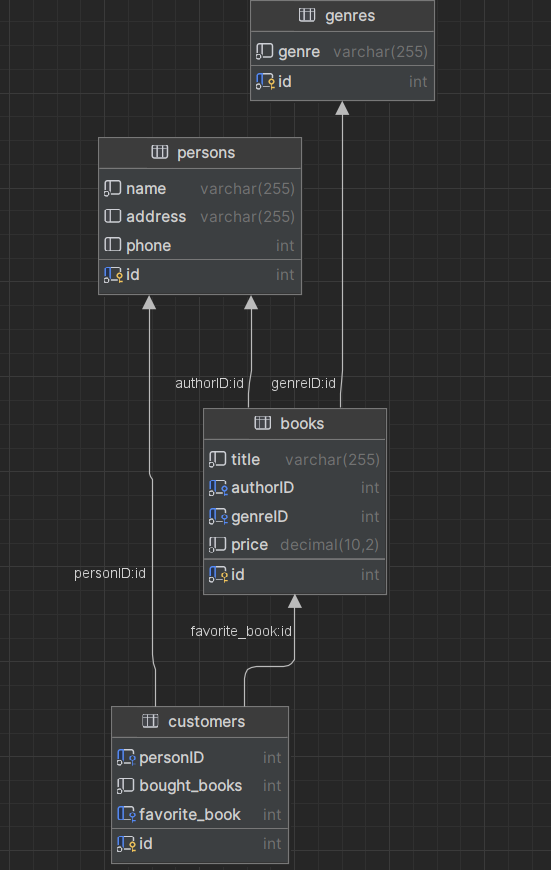 genres
genre varchar(255)
id int
persons
name varchar(255)
address varchar(255)
phone int
id int
authorID:id genreID:id
books
title varchar(255)
authorID int
genreID int
price decimal(10,2)
id int
personID:id
favorite_book:id
customers
personID int
bought_books int
favorite_book int
id int